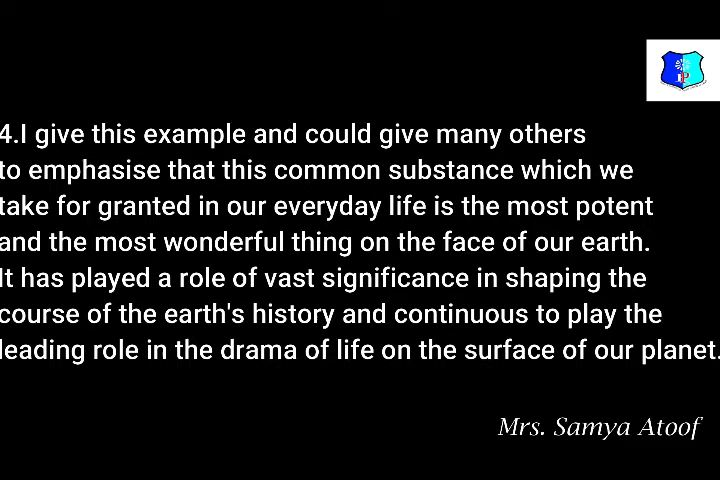 4.I give this example and could give many others
to emphasise that this common substance which we
take for granted in our everyday life is the most potent
and the most wonderful thing on the face of our earth.
It has played a role of vast significance in shaping the
course of the earth's history and continuous to play the
leading role in the drama of life on the surface of our planet.
Mrs. Samya Atoof